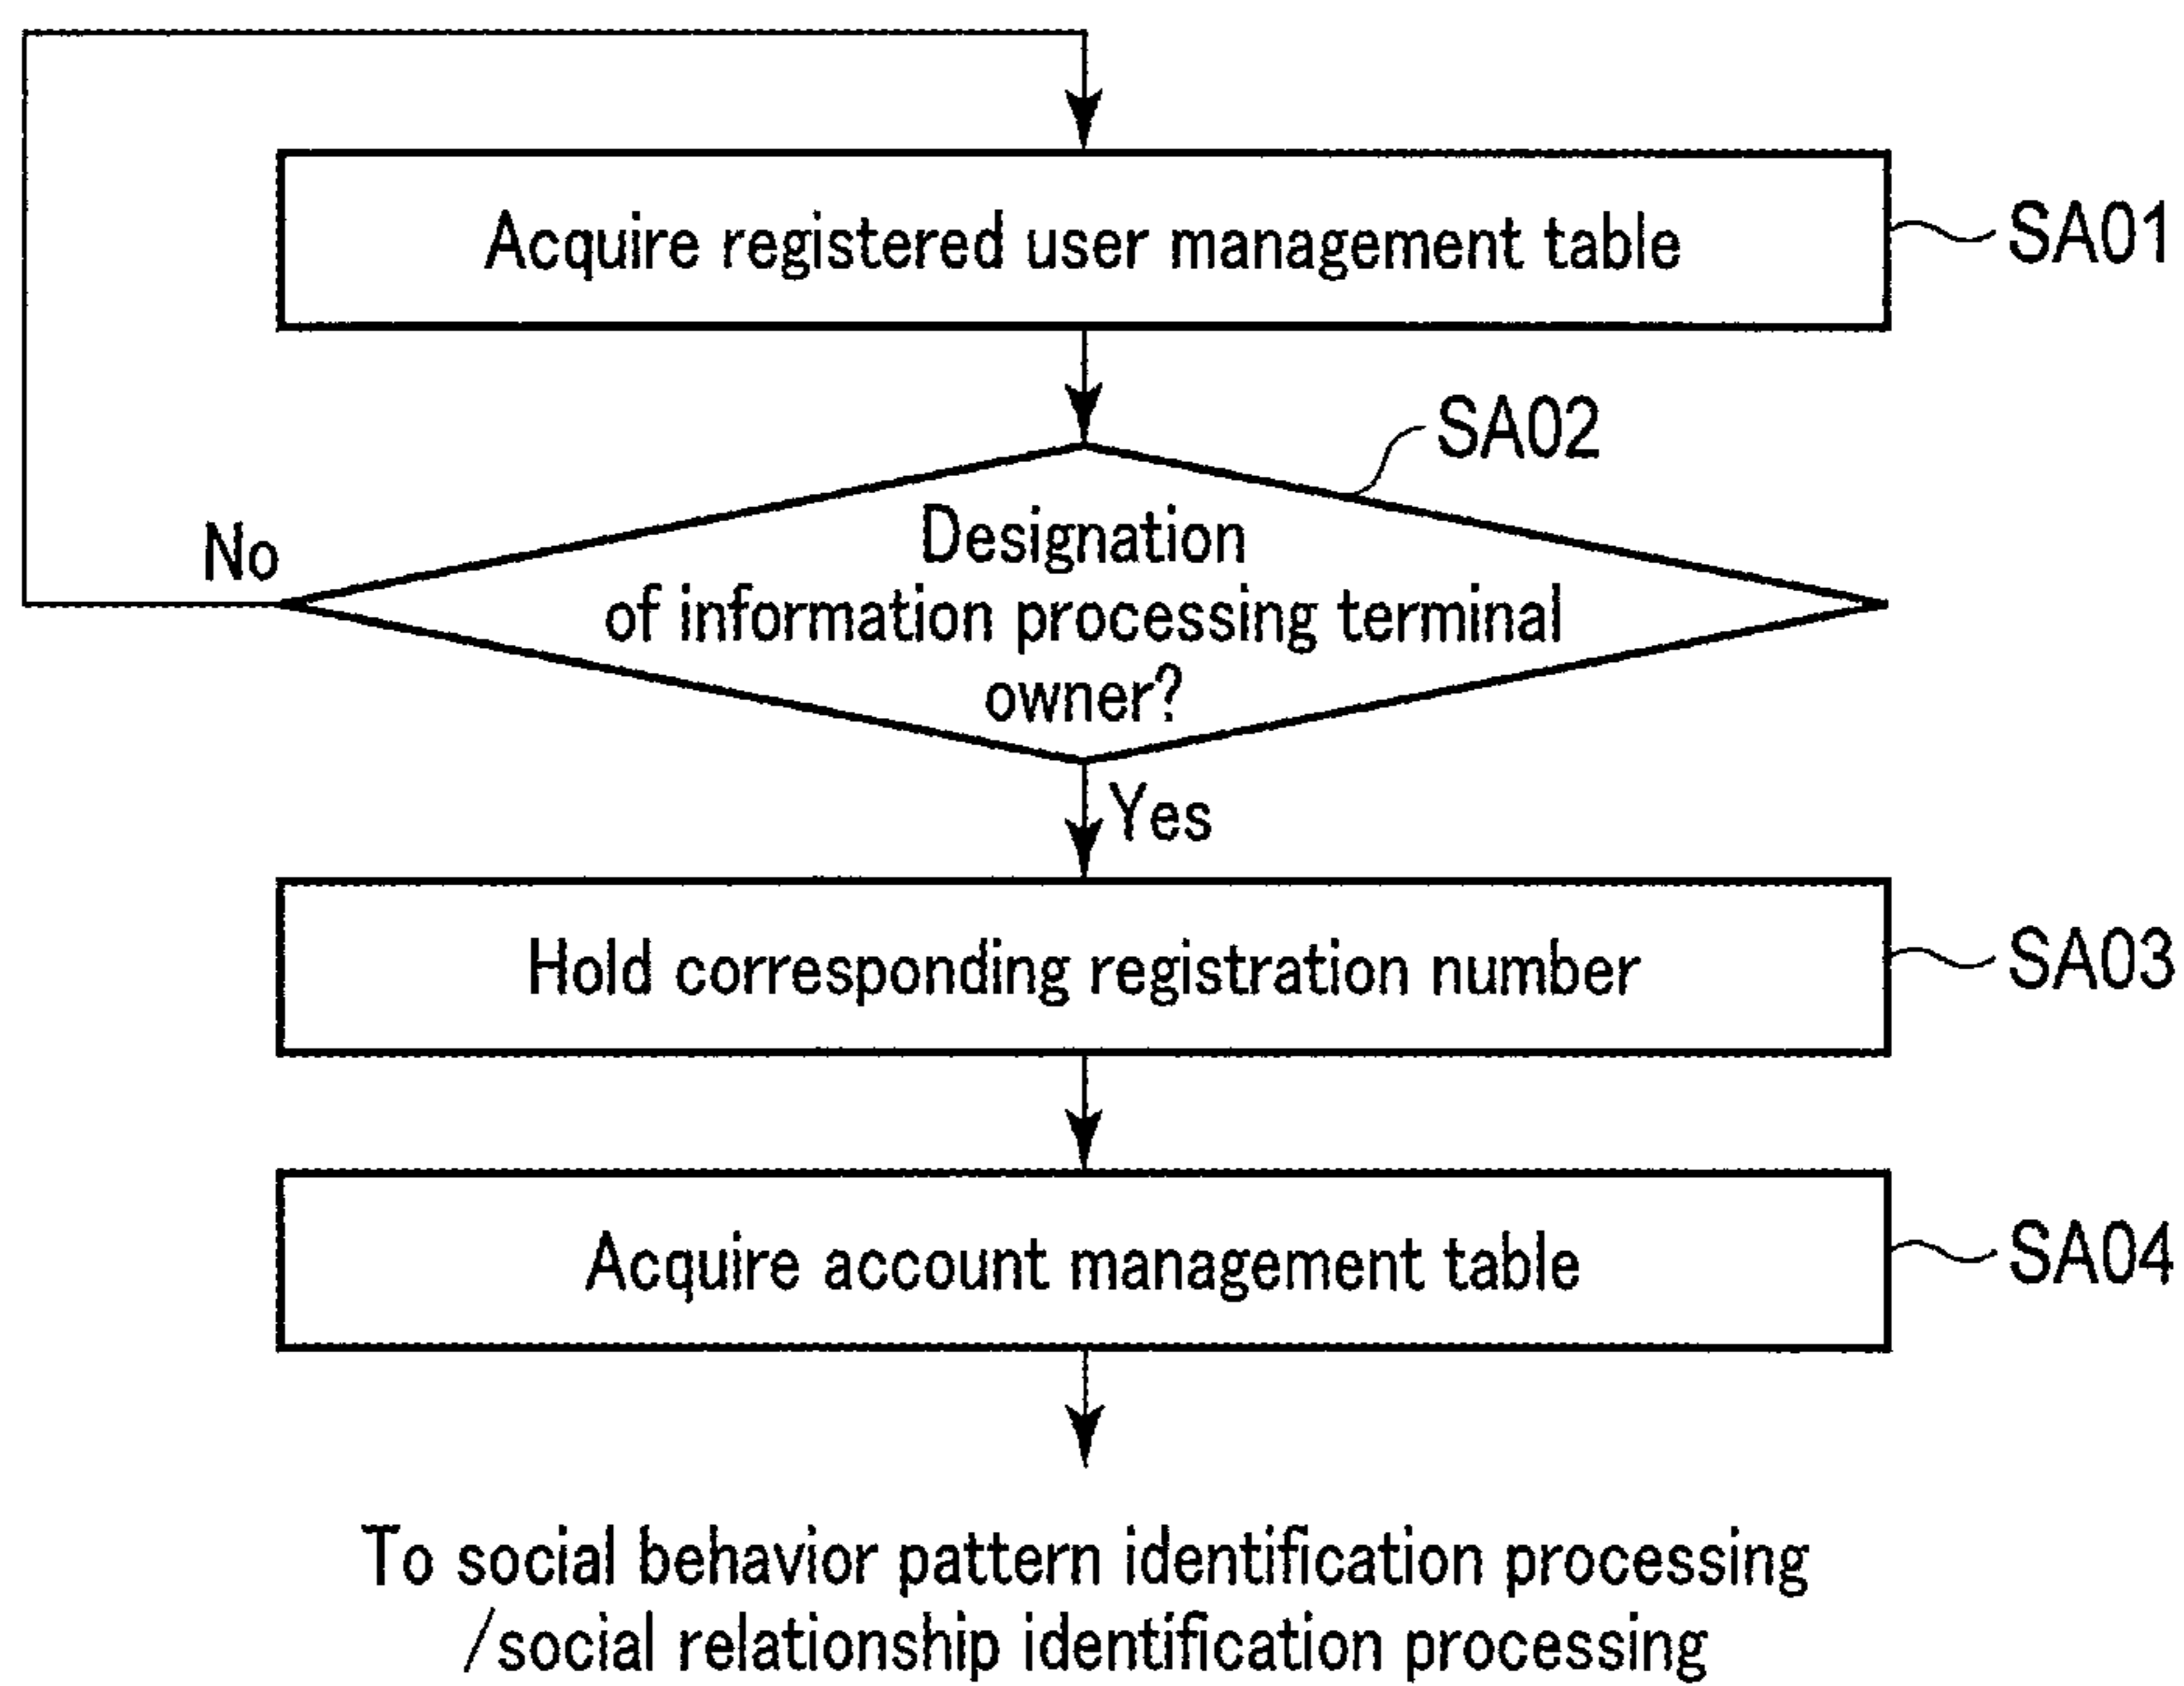 Acquire registered user management table
SA01
SA02
Designation
of information processing terminal
owner?
No
Yes
Hold corresponding registration number
SA03
Acquire account management table
SA04
To social behavior pattern identification processing
/social relationship identification processing